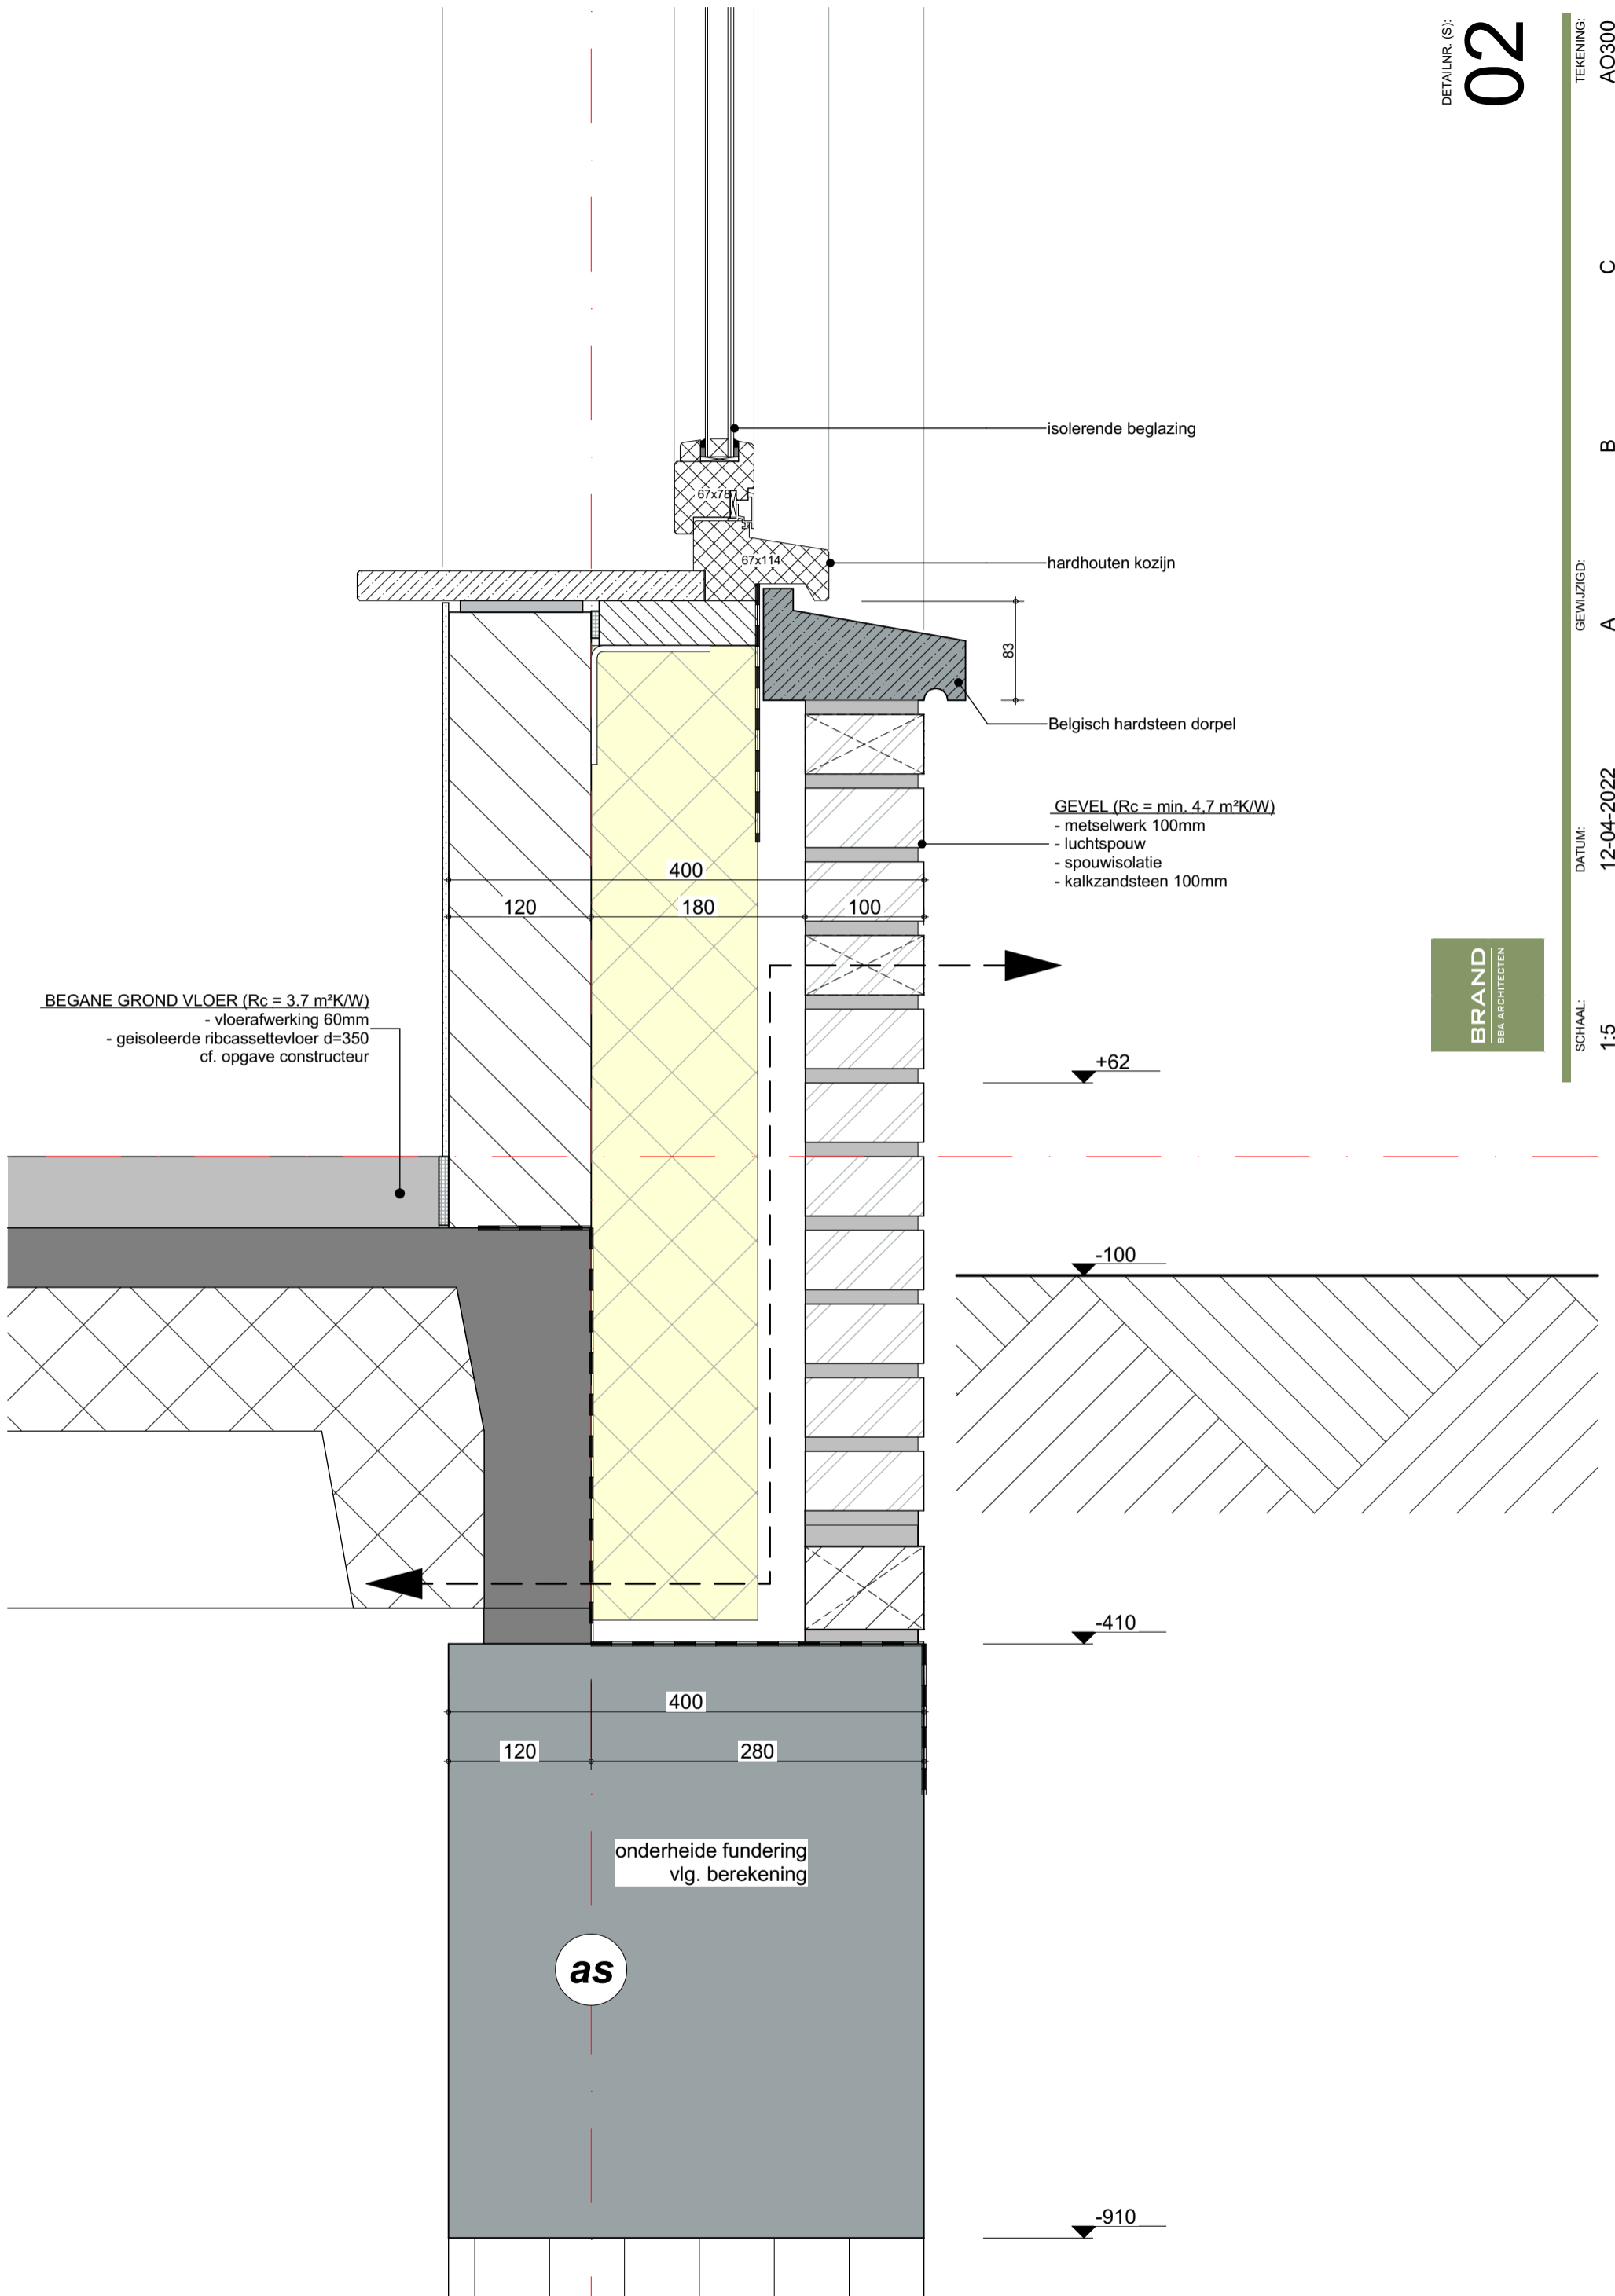 DETAILNR. (S):
02
TEKENING:
AO300
C
B
GEWIJZIGD:
A
DATUM:
12-04-2022
SCHAAL:
1:5
BRAND
BBA ARCHITECTEN
isolerende beglazing
67x78
67x114
hardhouten kozijn
83
Belgisch hardsteen dorpel
GEVEL (Rc = min. 4,7 m²K/W)
- metselwerk 100mm
- luchtspouw
- spouwisolatie
- kalkzandsteen 100mm
400
120
180
100
BEGANE GROND VLOER (Rc = 3.7 m²K/W)
- vloerafwerking 60mm
- geisoleerde ribcassettevloer d=350
cf. opgave constructeur
+62
-100
-410
400
120
280
onderheide fundering
vlg. berekening
as
-910